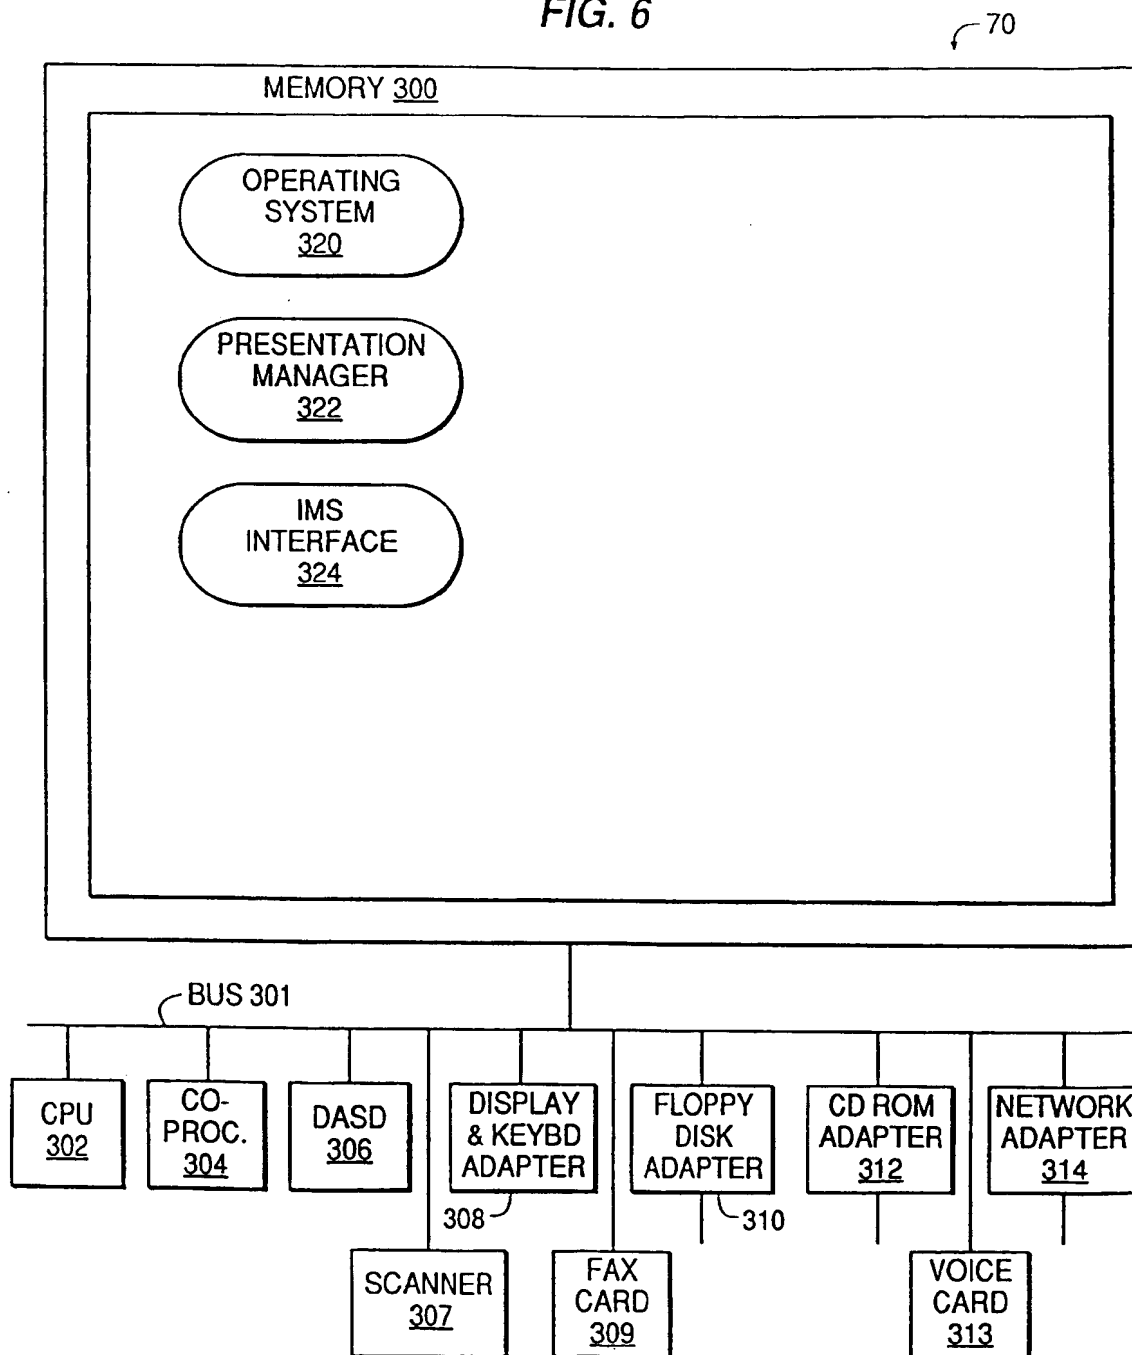 FIG. 6
70
MEMORY 300
OPERATING
SYSTEM
320
PRESENTATION
MANAGER
322
IMS
INTERFACE
324
BUS 301
CPU
302
CO-
PROC.
304
DASD
306
DISPLAY
& KEYBD
ADAPTER
308
FLOPPY
DISK
ADAPTER
310
CD ROM
ADAPTER
312
NETWORK
ADAPTER
314
SCANNER
307
FAX
CARD
309
VOICE
CARD
313